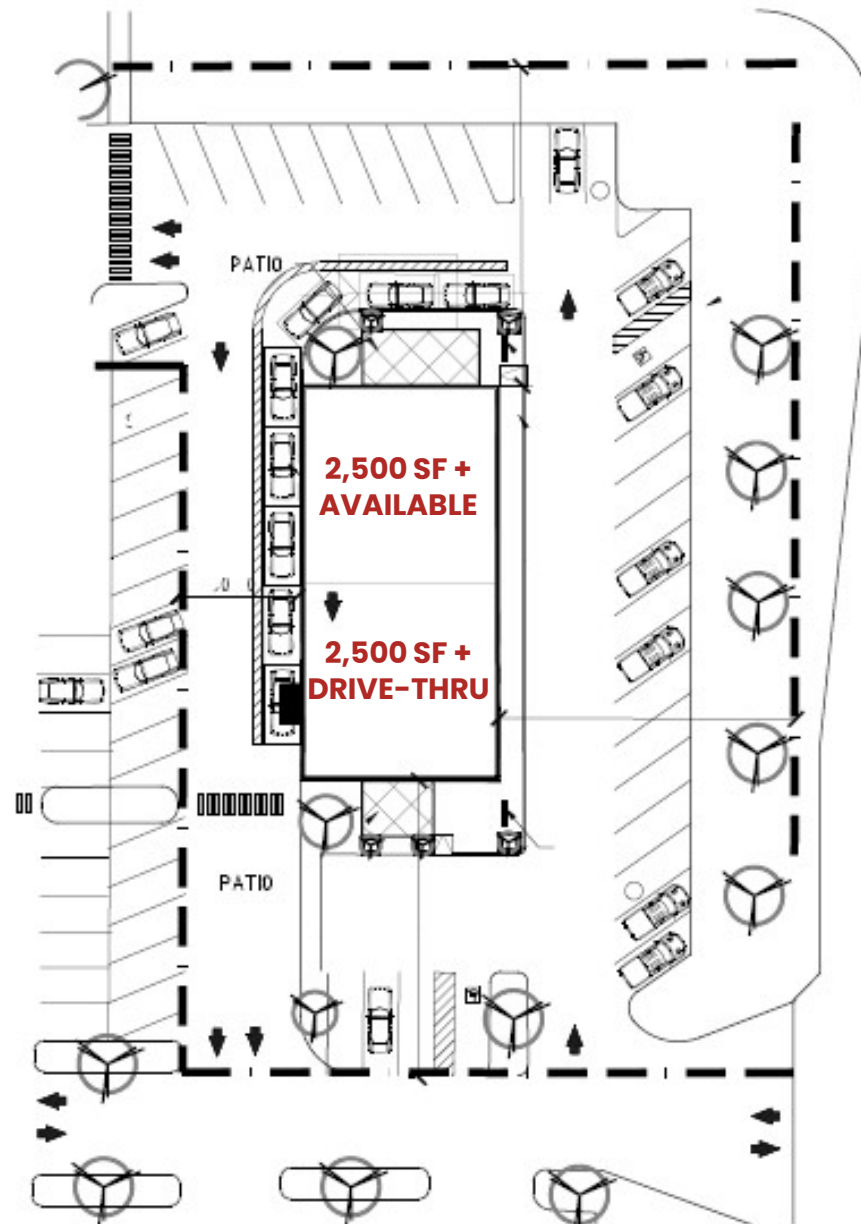 PATIO
2,500 SF +
AVAILABLE
2,500 SF +
DRIVE-THRU
PATIO